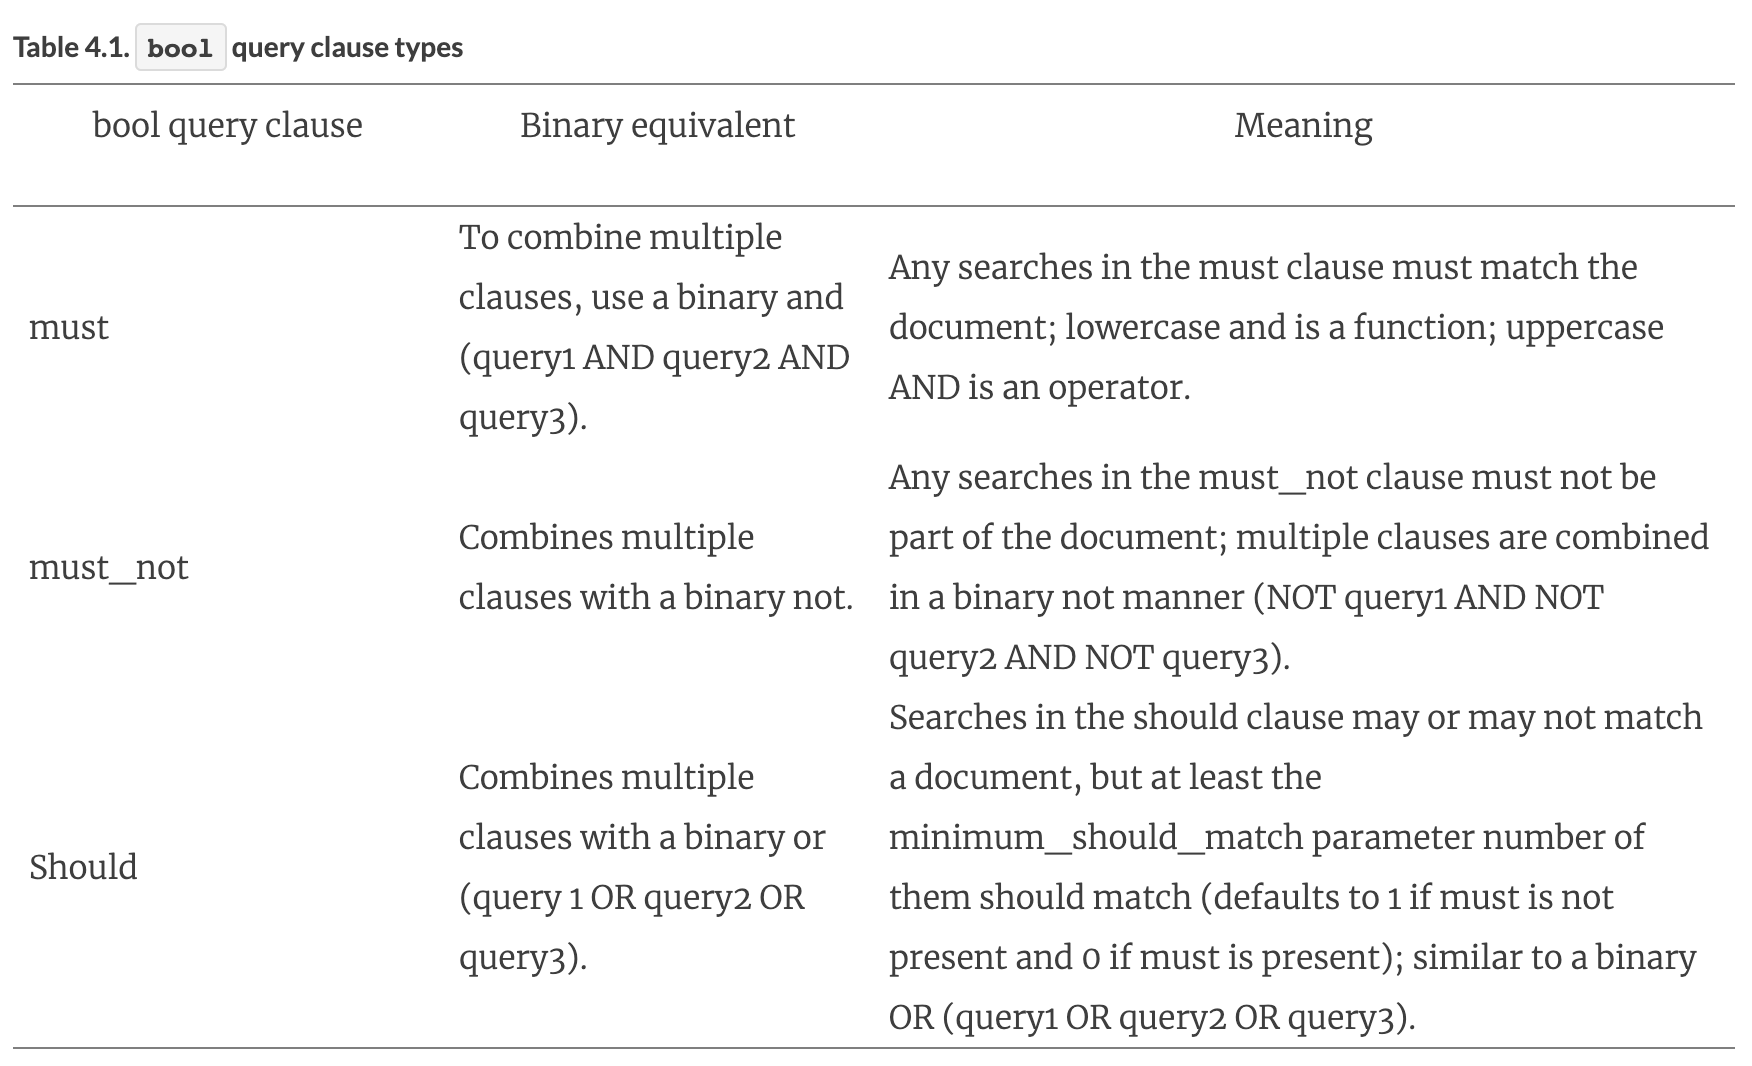 Table 4.1. bool query clause types
bool query clause
Binary equivalent
Meaning
must
To combine multiple
clauses, use a binary and
(query1 AND query2 AND
query3).
Any searches in the must clause must match the
document; lowercase and is a function; uppercase
AND is an operator.
must_not
Combines multiple
clauses with a binary not.
Any searches in the must_not clause must not be
part of the document; multiple clauses are combined
in a binary not manner (NOT query1 AND NOT
query2 AND NOT query3).
Should
Combines multiple
clauses with a binary or
(query 1 OR query2 OR
query3).
Searches in the should clause may or may not match
a document, but at least the
minimum_should_match parameter number of
them should match (defaults to 1 if must is not
present and 0 if must is present); similar to a binary
OR (query1 OR query2 OR query3).